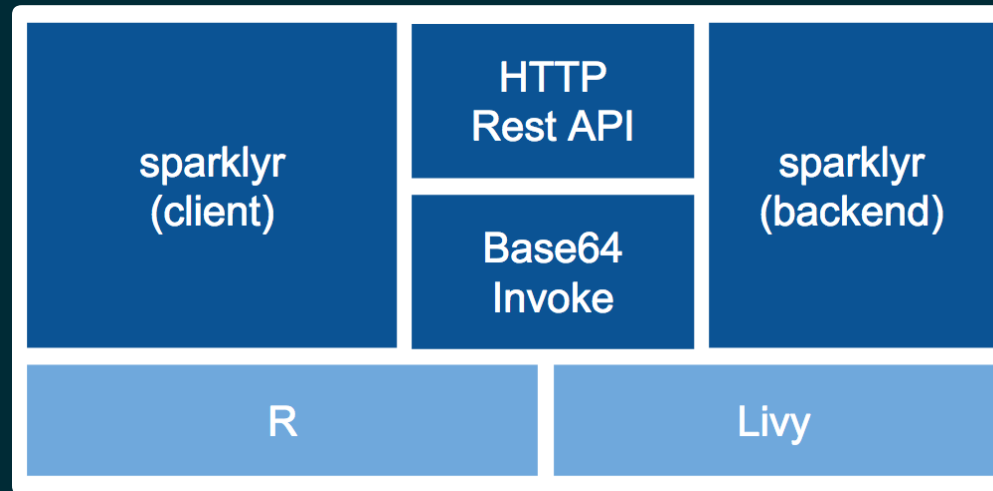 sparklyr
(client)
HTTP
Rest API
Base64
Invoke
sparklyr
(backend)
R
Livy